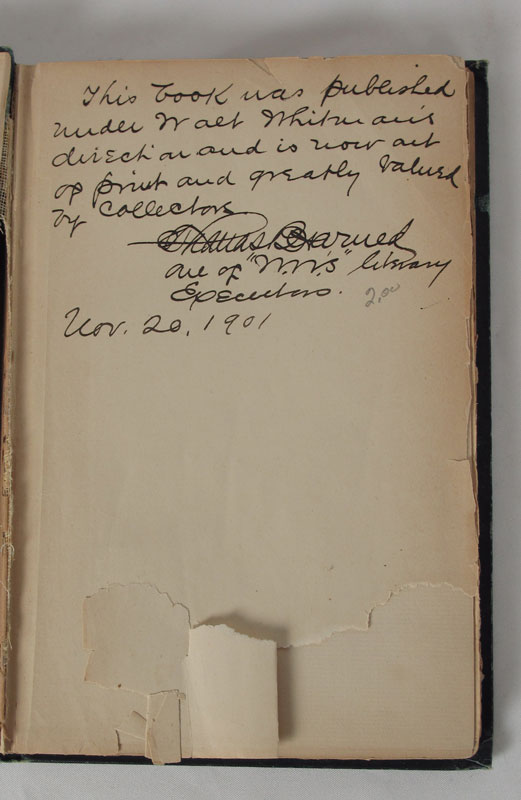 This book was published
under Walt Whitman's
direction and is now out
of print and greatly valued
by collectors
Thomas B Harned
one of "W.W's" literary
Executors.
2.00
Nov. 20, 1901